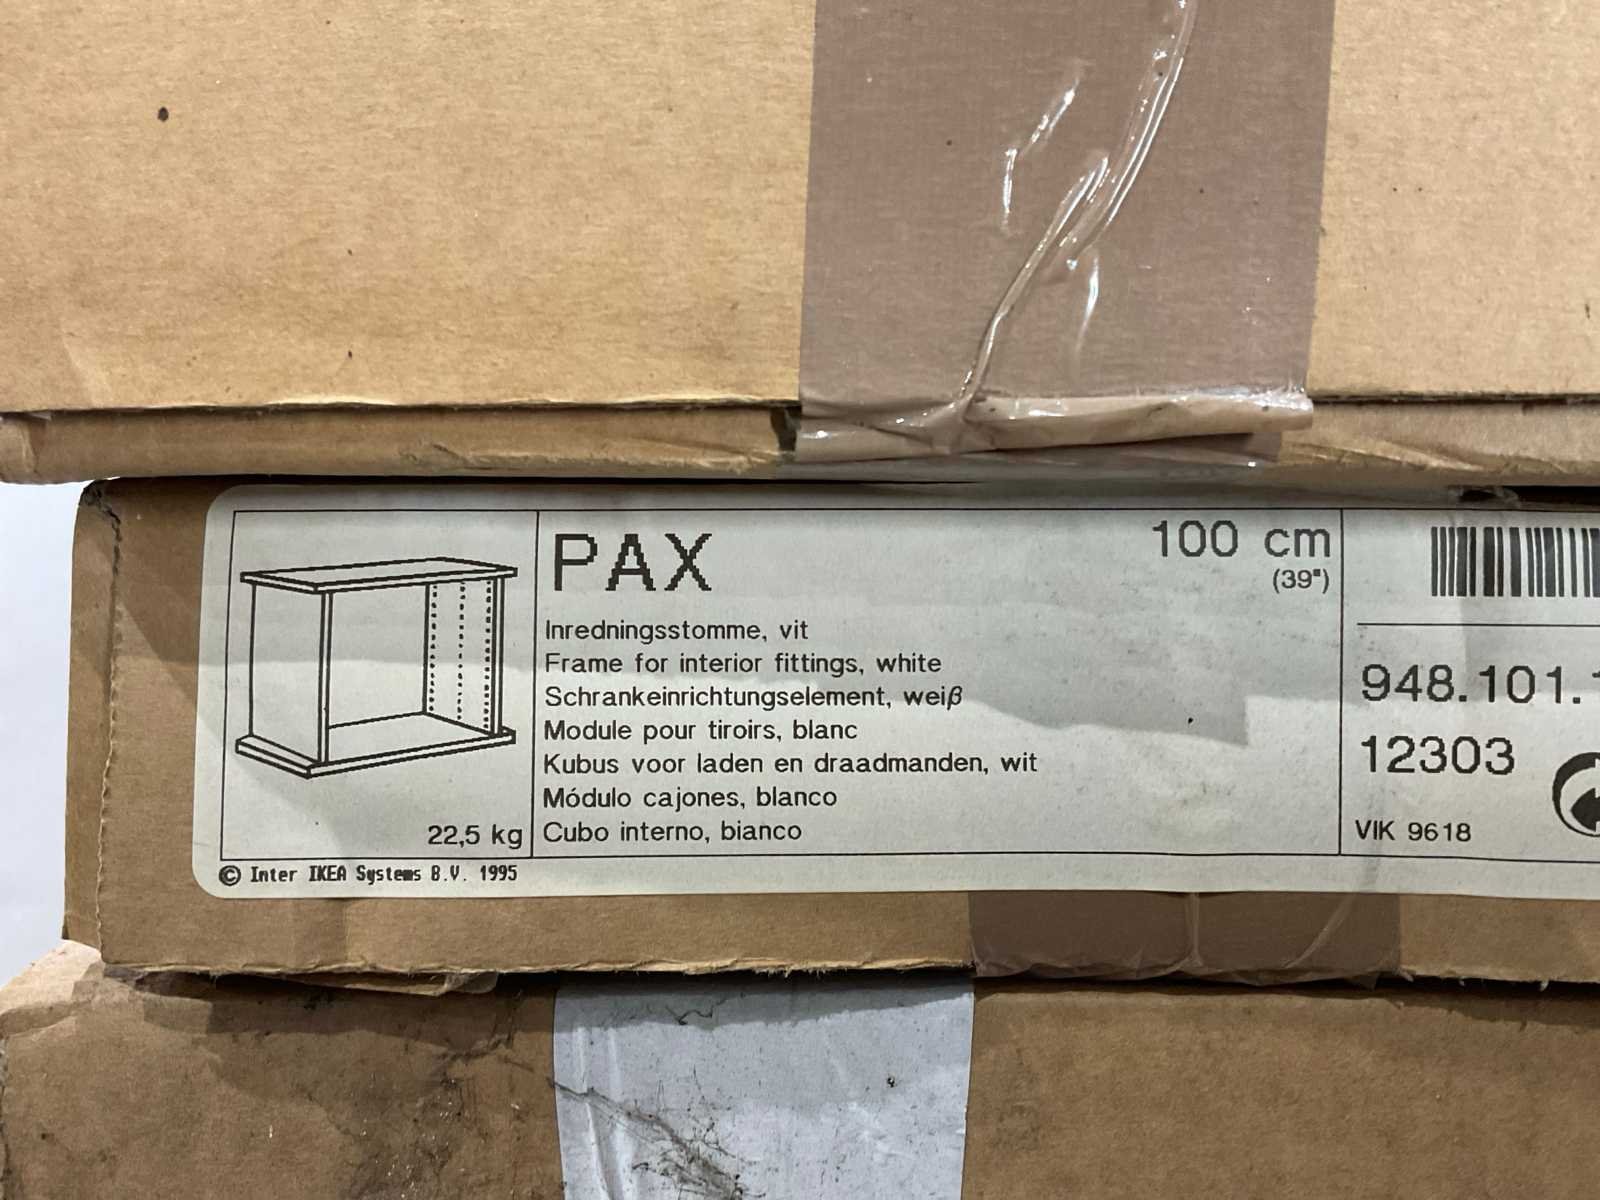 PAX
100 cm
(39")
Inredningsstomme, vit
Frame for interior fittings, white
Schrankeinrichtungselement, weiß
Module pour tiroirs, blanc
Kubus voor laden en draadmanden, wit
Módulo cajones, blanco
Cubo interno, bianco
22,5 kg
© Inter IKEA Systems B.V. 1995
948.101.
12303
VIK 9618